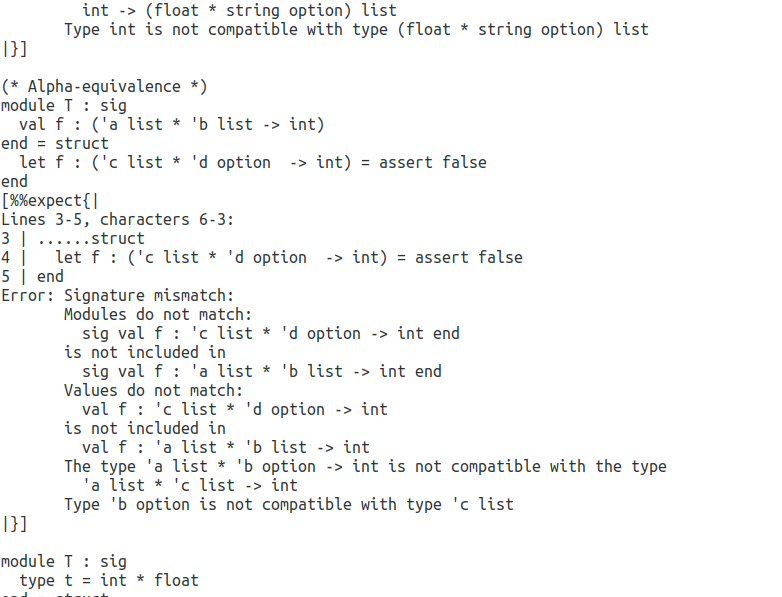 int -> (float * string option) list
Type int is not compatible with type (float * string option) list
|}]
(* Alpha-equivalence *)
module T : sig
val f : ('a list * 'b list -> int)
end = struct
let f : ('c list * 'd option  -> int) = assert false
end
[%%expect{|
Lines 3-5, characters 6-3:
3 | ......struct
4 |   let f : ('c list * 'd option  -> int) = assert false
5 | end
Error: Signature mismatch:
Modules do not match:
sig val f : 'c list * 'd option -> int end
is not included in
sig val f : 'a list * 'b list -> int end
Values do not match:
val f : 'c list * 'd option -> int
is not included in
val f : 'a list * 'b list -> int
The type 'a list * 'b option -> int is not compatible with the type
'a list * 'c list -> int
Type 'b option is not compatible with type 'c list
|}]
module T : sig
type t = int * float
end = struct